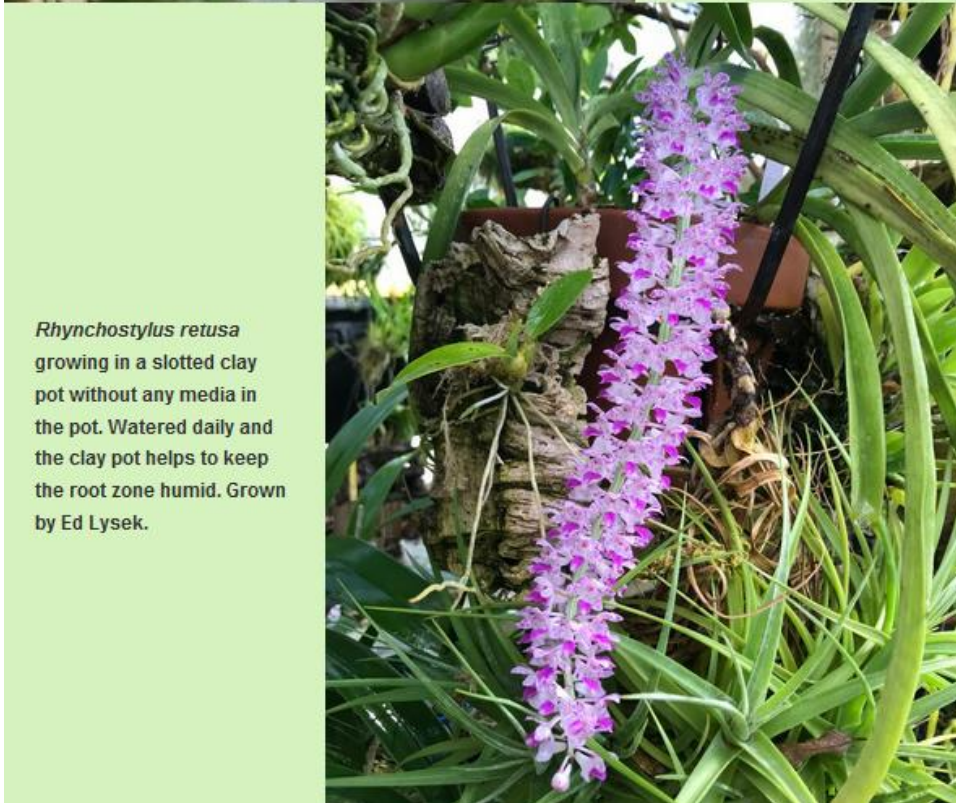 Rhynchostylus retusa
growing in a slotted clay
pot without any media in
the pot. Watered daily and
the clay pot helps to keep
the root zone humid. Grown
by Ed Lysek.